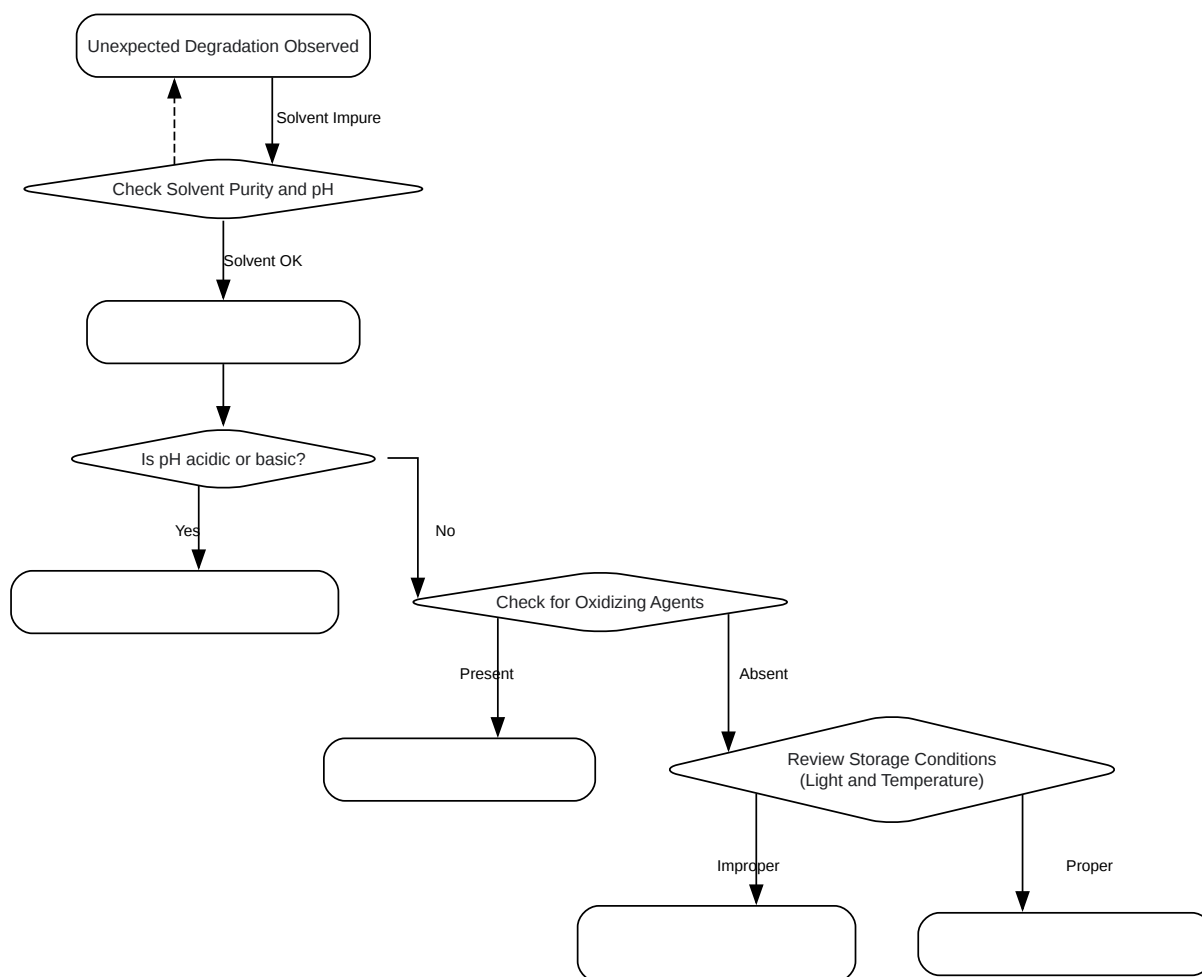 Unexpected Degradation Observed
Solvent Impure
Check Solvent Purity and pH
Solvent OK
Is pH acidic or basic?
Yes
No
Check for Oxidizing Agents
Present
Absent
Review Storage Conditions
(Light and Temperature)
Improper
Proper